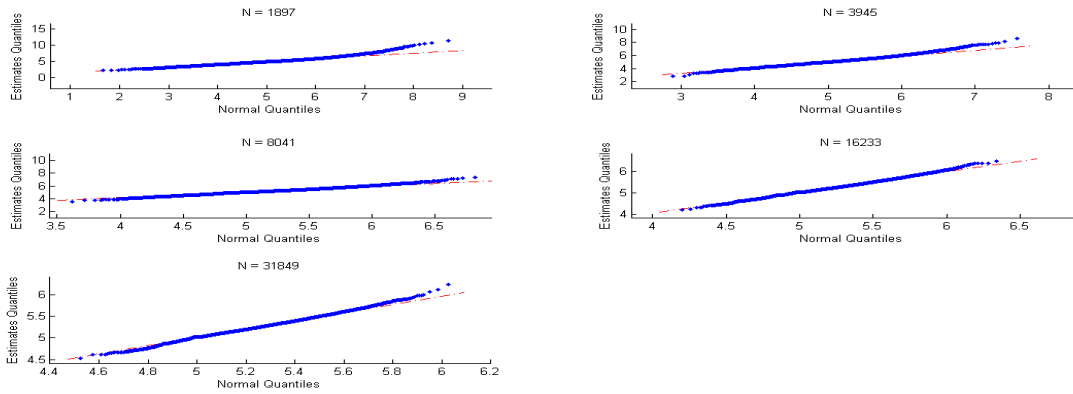 N = 1897
Estimates Quantiles
15
10
5
0
1 2 3 4 5 6 7 8 9
Normal Quantiles
N = 3945
Estimates Quantiles
10
8
6
4
2
3 4 5 6 7 8
Normal Quantiles
N = 8041
Estimates Quantiles
10
8
6
4
2
3.5 4 4.5 5 5.5 6 6.5
Normal Quantiles
N = 16233
Estimates Quantiles
6
5
4
4 4.5 5 5.5 6 6.5
Normal Quantiles
N = 31849
Estimates Quantiles
6
5.5
5
4.5
4.4 4.6 4.8 5 5.2 5.4 5.6 5.8 6 6.2
Normal Quantiles